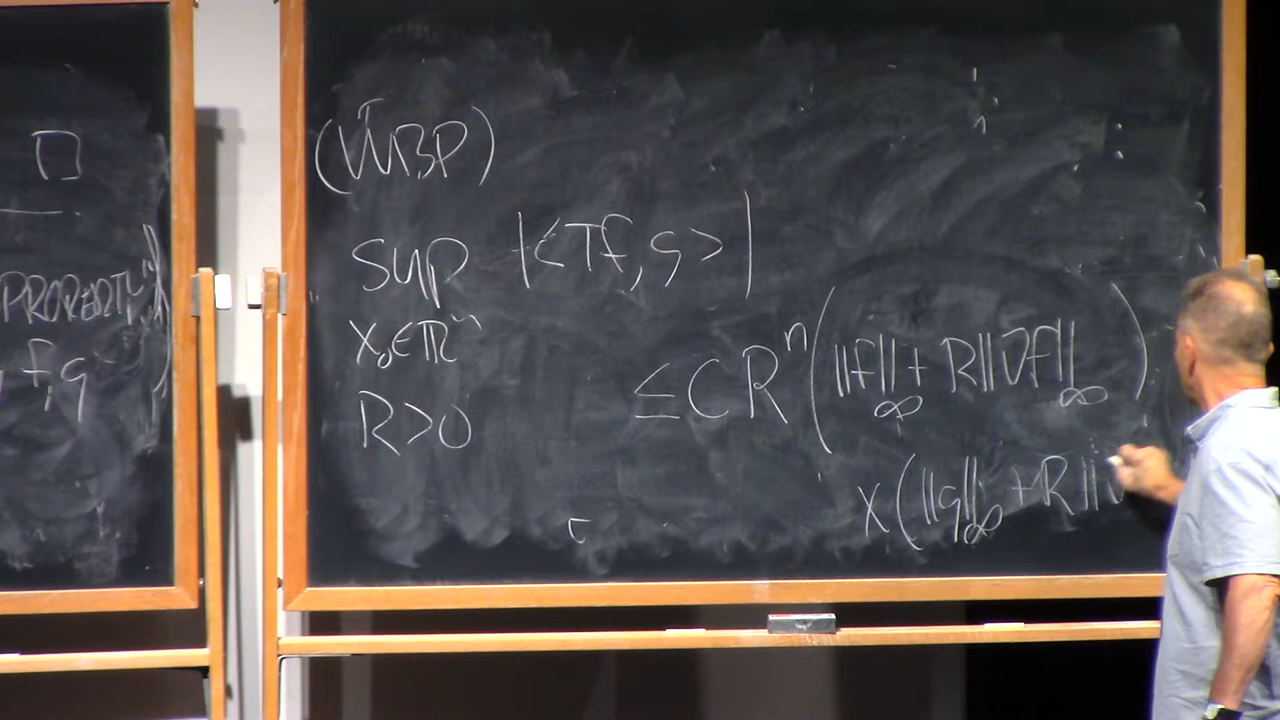 □
PROPERTY")
, f, g
(WBP)
sup |<Tf, g>|
x₀∈ℝⁿ
R>0
≤ C Rⁿ (||f||_∞ + R||∇f||_∞)
x (||g||_∞ + R||